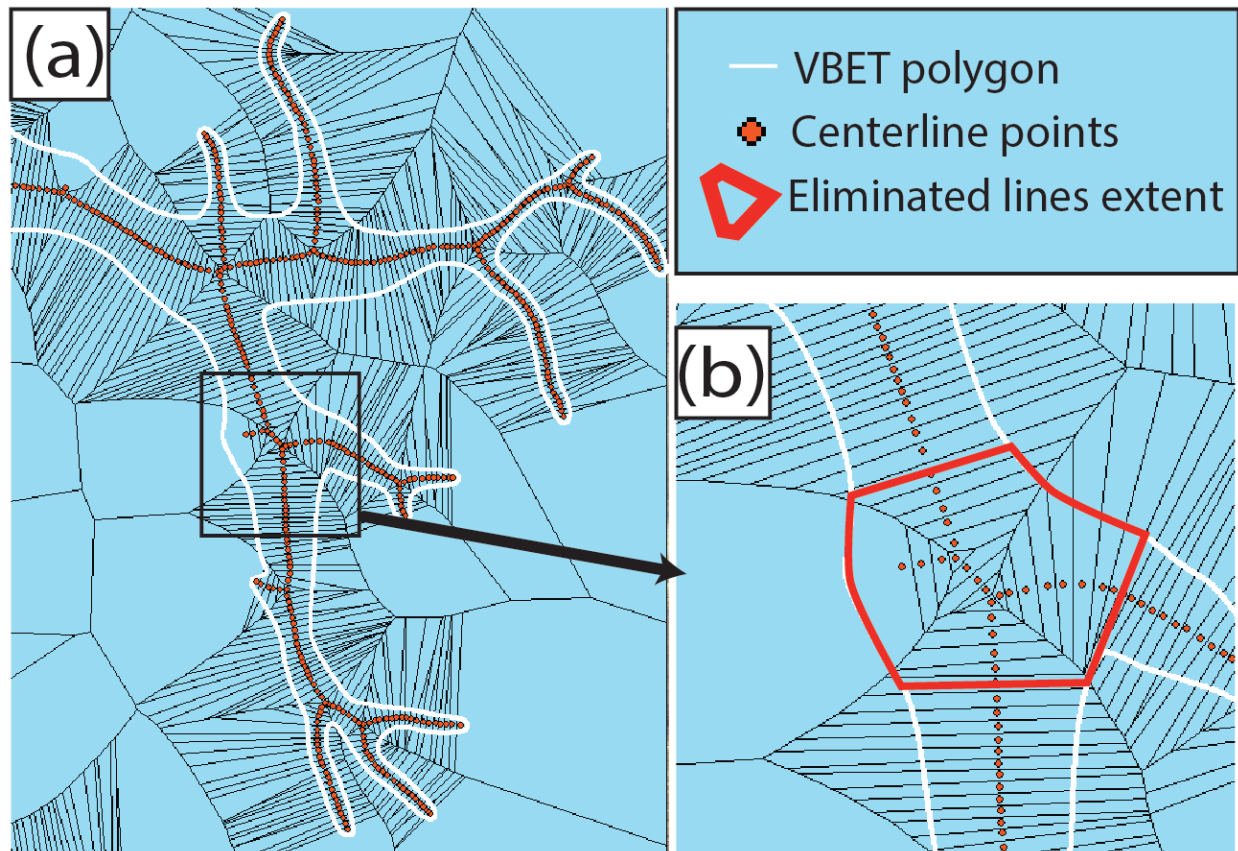 (a)
VBET polygon
Centerline points
Eliminated lines extent
(b)